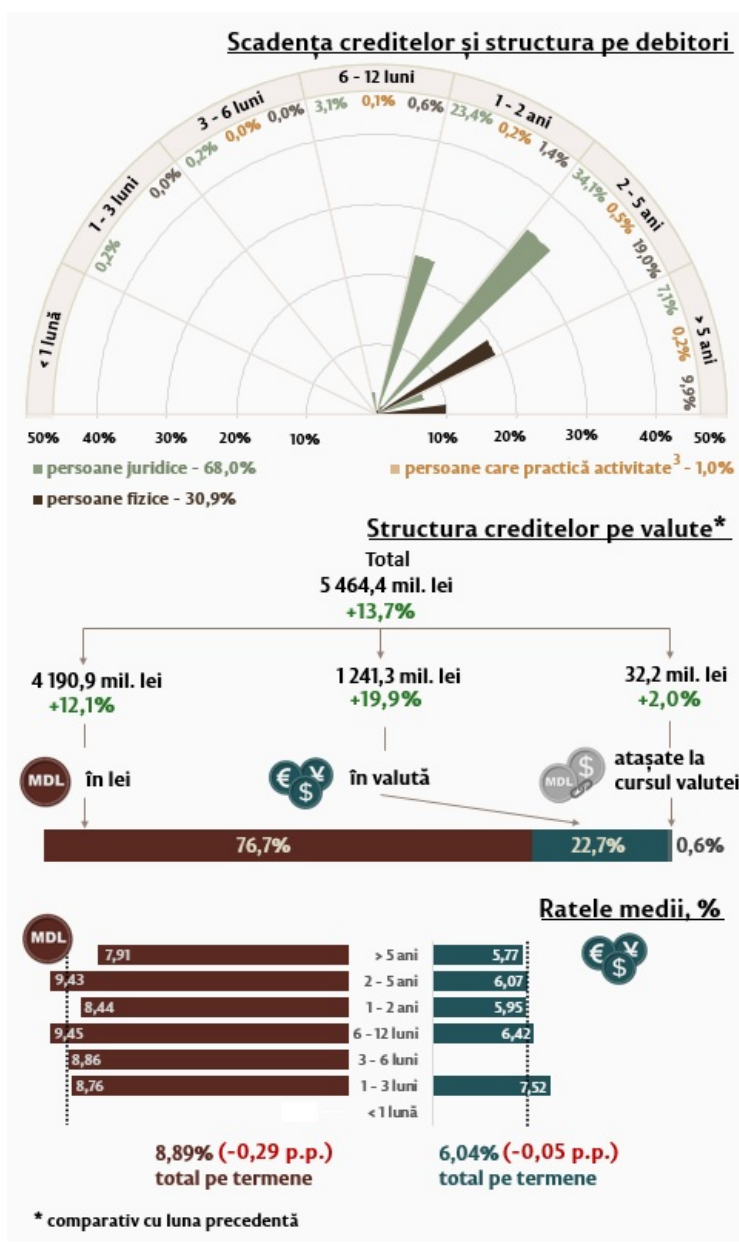 Scadența creditelor și structura pe debitori
< 1 lună
1 - 3 luni
0,2%
0,0%
3 - 6 luni
0,2%
0,0%
0,0%
6 - 12 luni
3,1%
0,1%
0,6%
1 - 2 ani
23,4%
0,2%
1,4%
2 - 5 ani
34,1%
0,5%
19,0%
> 5 ani
7,1%
0,2%
9,9%
50% 40% 30% 20% 10% 10% 20% 30% 40% 50%
persoane juridice - 68,0%
persoane care practică activitate³ - 1,0%
persoane fizice - 30,9%
Structura creditelor pe valute*
Total
5 464,4 mil. lei
+13,7%
4 190,9 mil. lei
+12,1%
1 241,3 mil. lei
+19,9%
32,2 mil. lei
+2,0%
MDL
în lei
€ ¥ $
în valută
MDL $
atașate la
cursul valutei
76,7% 22,7% 0,6%
Ratele medii, %
MDL
€ ¥ $
7,91 > 5 ani 5,77
9,43 2 - 5 ani 6,07
8,44 1 - 2 ani 5,95
9,45 6 - 12 luni 6,42
8,86 3 - 6 luni
8,76 1 - 3 luni 7,52
< 1 lună
8,89% (-0,29 p.p.)
total pe termene
6,04% (-0,05 p.p.)
total pe termene
* comparativ cu luna precedentă